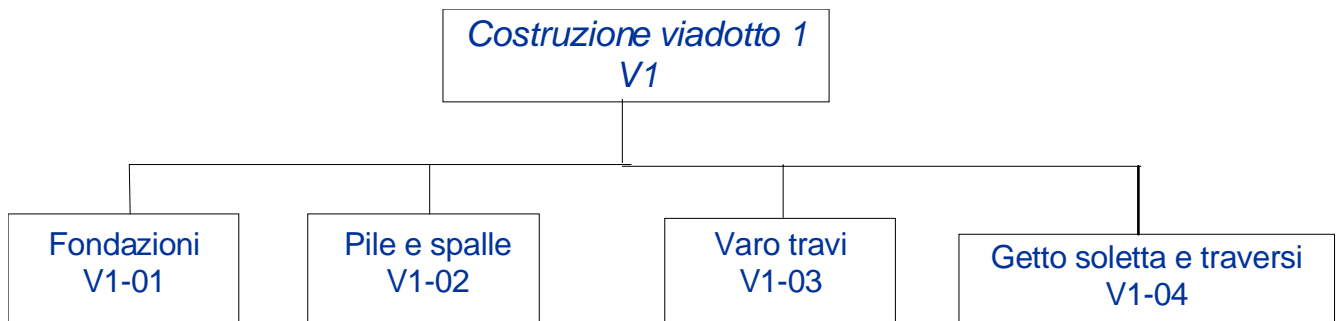 Costruzione viadotto 1
V1
Fondazioni
V1-01
Pile e spalle
V1-02
Varo travi
V1-03
Getto soletta e traversi
V1-04